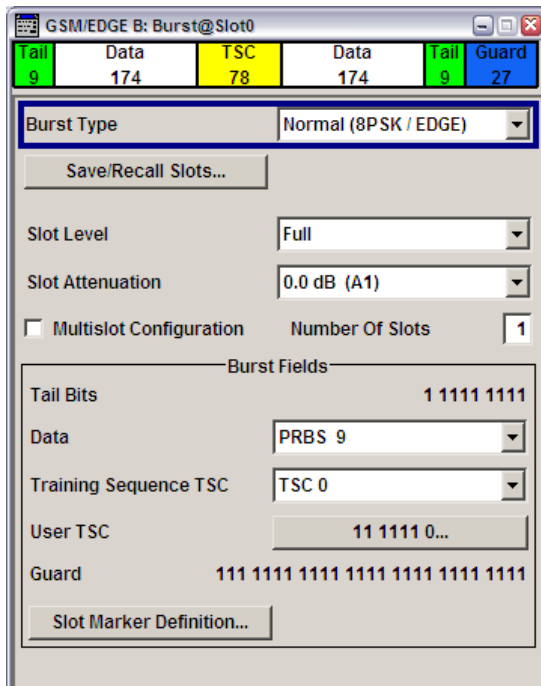 GSM/EDGE B: Burst@Slot0
Tail Data TSC Data Tail Guard
9 174 78 174 9 27
Burst Type Normal (8PSK / EDGE)
Save/Recall Slots...
Slot Level Full
Slot Attenuation 0.0 dB (A1)
Multislot Configuration Number Of Slots 1
Burst Fields
Tail Bits 1 1111 1111
Data PRBS 9
Training Sequence TSC TSC 0
User TSC 11 1111 0...
Guard 111 1111 1111 1111 1111 1111 1111
Slot Marker Definition...